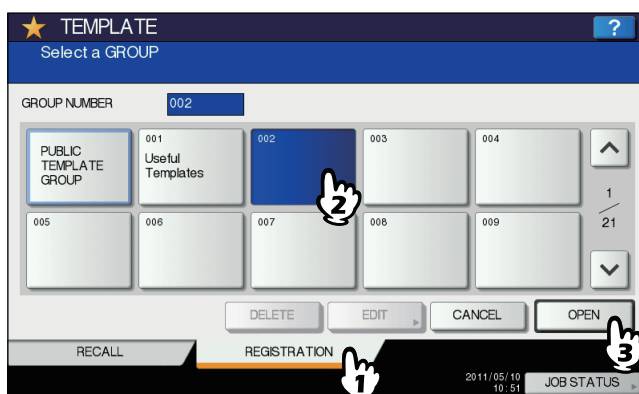 TEMPLATE
?
Select a GROUP
GROUP NUMBER 002
PUBLIC
TEMPLATE
GROUP
001
Useful
Templates
002
003
004
2
1
21
005
006
007
008
009
DELETE
EDIT
CANCEL
OPEN
3
RECALL
REGISTRATION
1
2011/05/10
10:51
JOB STATUS